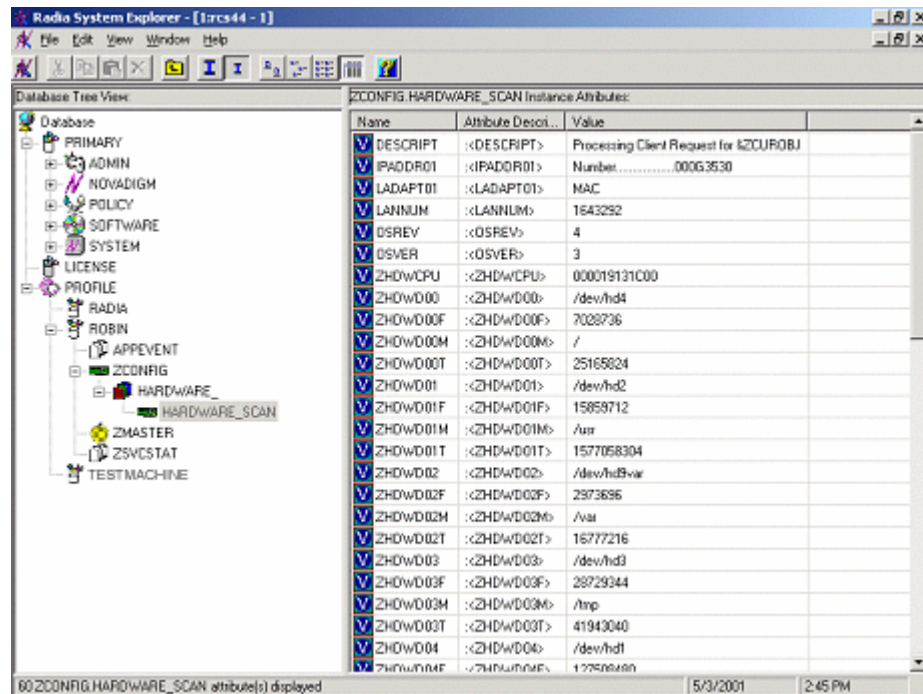 Radia System Explorer - [1:rcs44 - 1]
File Edit View Window Help
Database Tree View:
ZCONFIG.HARDWARE_SCAN Instance Attributes:
Database
PRIMARY
ADMIN
NOVADIGM
POLICY
SOFTWARE
SYSTEM
LICENSE
PROFILE
RADIA
ROBIN
APPEVENT
ZCONFIG
HARDWARE_
HARDWARE_SCAN
ZMASTER
ZSVCSTAT
TESTMACHINE
Name Attribute Descri... Value
DESCRIPT :<DESCRIPT> Processing Client Request for &ZCUROBJ
IPADDR01 :<IPADDR01> Number..............000G3530
LADAPT01 :<LADAPT01> MAC
LANNUM :<LANNUM> 1643292
OSREV :<OSREV> 4
OSVER :<OSVER> 3
ZHDWCPU :<ZHDWCPU> 000019131C00
ZHDWD00 :<ZHDWD00> /dev/hd4
ZHDWD00F :<ZHDWD00F> 7028736
ZHDWD00M :<ZHDWD00M> /
ZHDWD00T :<ZHDWD00T> 25165824
ZHDWD01 :<ZHDWD01> /dev/hd2
ZHDWD01F :<ZHDWD01F> 15859712
ZHDWD01M :<ZHDWD01M> /usr
ZHDWD01T :<ZHDWD01T> 1577058304
ZHDWD02 :<ZHDWD02> /dev/hd9var
ZHDWD02F :<ZHDWD02F> 2973696
ZHDWD02M :<ZHDWD02M> /var
ZHDWD02T :<ZHDWD02T> 16777216
ZHDWD03 :<ZHDWD03> /dev/hd3
ZHDWD03F :<ZHDWD03F> 28729344
ZHDWD03M :<ZHDWD03M> /tmp
ZHDWD03T :<ZHDWD03T> 41943040
ZHDWD04 :<ZHDWD04> /dev/hd1
ZHDWD04F :<ZHDWD04F>
60 ZCONFIG.HARDWARE_SCAN attribute(s) displayed
5/3/2001 2:45 PM